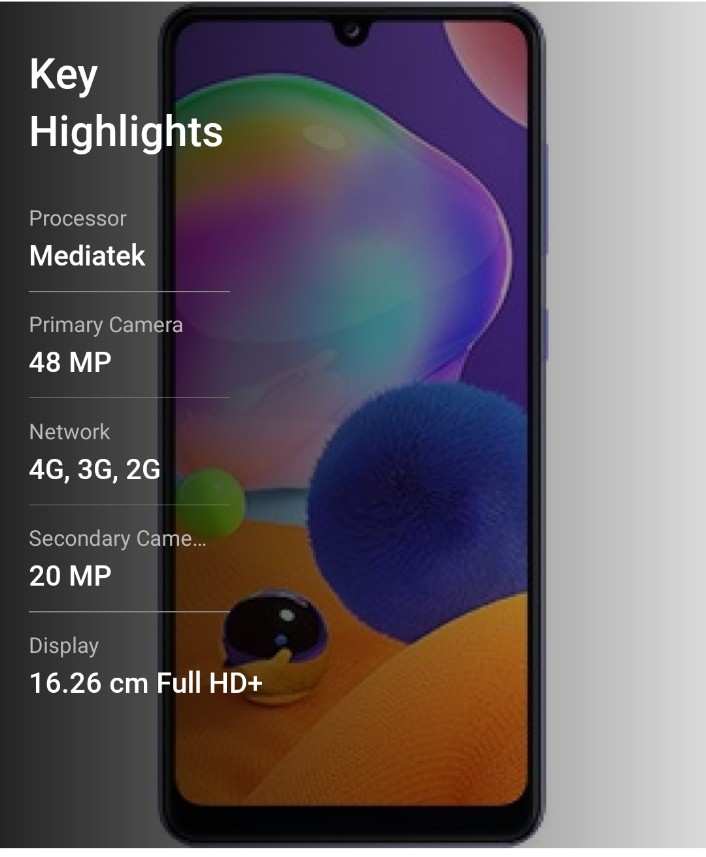 Key
Highlights
Processor
Mediatek
Primary Camera
48 MP
Network
4G, 3G, 2G
Secondary Came...
20 MP
Display
16.26 cm Full HD+